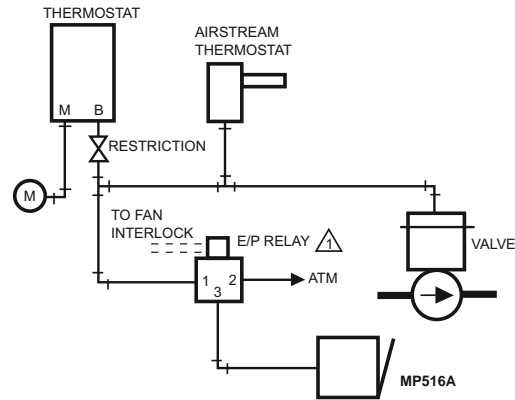 THERMOSTAT
AIRSTREAM
THERMOSTAT
M B
RESTRICTION
M
TO FAN
INTERLOCK
E/P RELAY 1
VALVE
1 2
3
ATM
MP516A